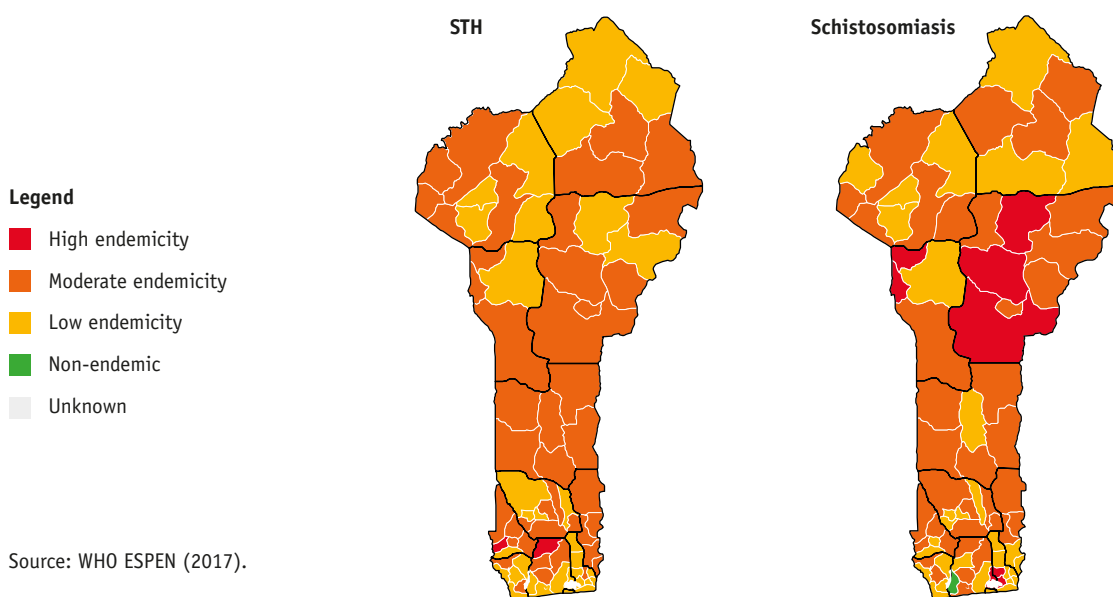 STH
Schistosomiasis
Legend
High endemicity
Moderate endemicity
Low endemicity
Non-endemic
Unknown
Source: WHO ESPEN (2017).